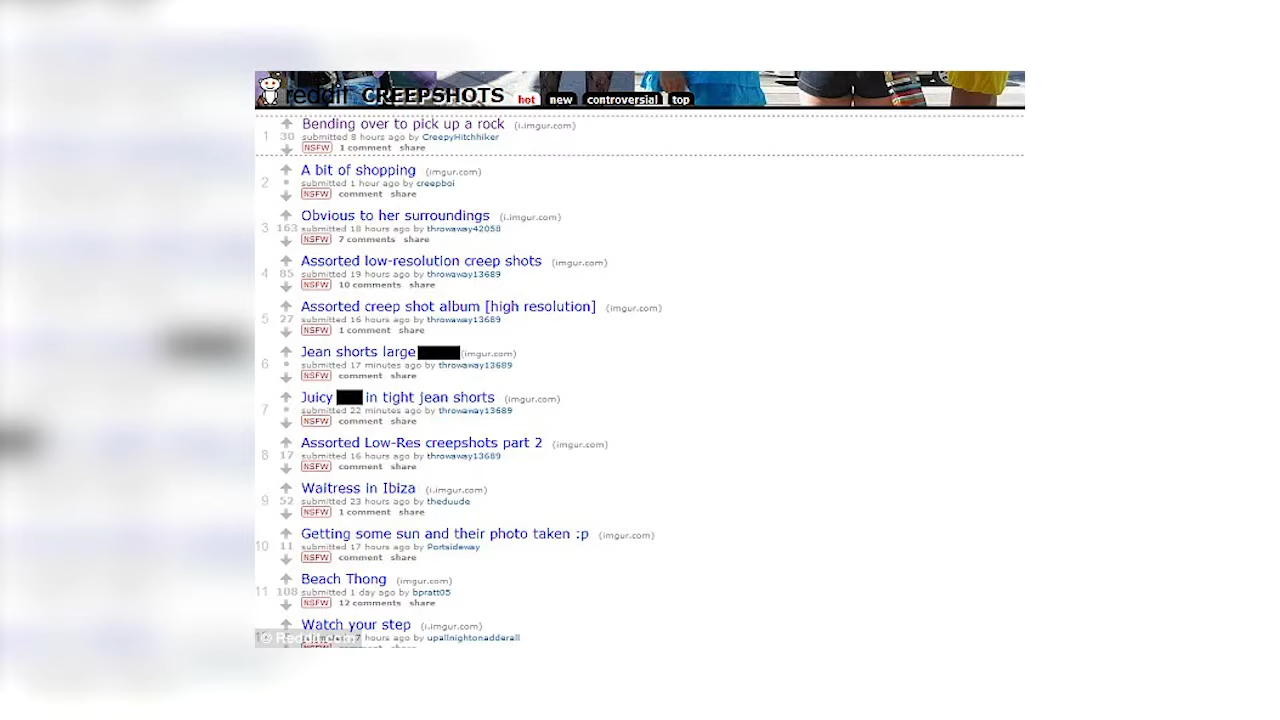 reddit CREEPSHOTS hot new controversial top
Bending over to pick up a rock (i.imgur.com)
1 30 submitted 8 hours ago by CreepyHitchhiker
NSFW 1 comment share
A bit of shopping (imgur.com)
2 • submitted 1 hour ago by creepboi
NSFW comment share
Obvious to her surroundings (i.imgur.com)
3 163 submitted 18 hours ago by throwaway42058
NSFW 7 comments share
Assorted low-resolution creep shots (imgur.com)
4 85 submitted 19 hours ago by throwaway13689
NSFW 10 comments share
Assorted creep shot album [high resolution] (imgur.com)
5 27 submitted 16 hours ago by throwaway13689
NSFW 1 comment share
Jean shorts large (imgur.com)
6 • submitted 17 minutes ago by throwaway13689
NSFW comment share
Juicy in tight jean shorts (imgur.com)
7 • submitted 22 minutes ago by throwaway13689
NSFW comment share
Assorted Low-Res creepshots part 2 (imgur.com)
8 17 submitted 16 hours ago by throwaway13689
NSFW comment share
Waitress in Ibiza (i.imgur.com)
9 52 submitted 23 hours ago by theduude
NSFW 1 comment share
Getting some sun and their photo taken :p (imgur.com)
10 11 submitted 17 hours ago by Portsideway
NSFW comment share
Beach Thong (imgur.com)
11 108 submitted 1 day ago by bpratt05
NSFW 12 comments share
Watch your step (i.imgur.com)
© Reddit.com hours ago by upallnightonadderall